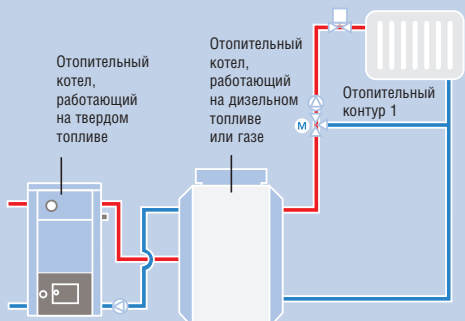 Отопительный
котел,
работающий
на твердом
топливе
Отопительный
котел,
работающий
на дизельном
топливе
или газе
Отопительный
контур 1
M